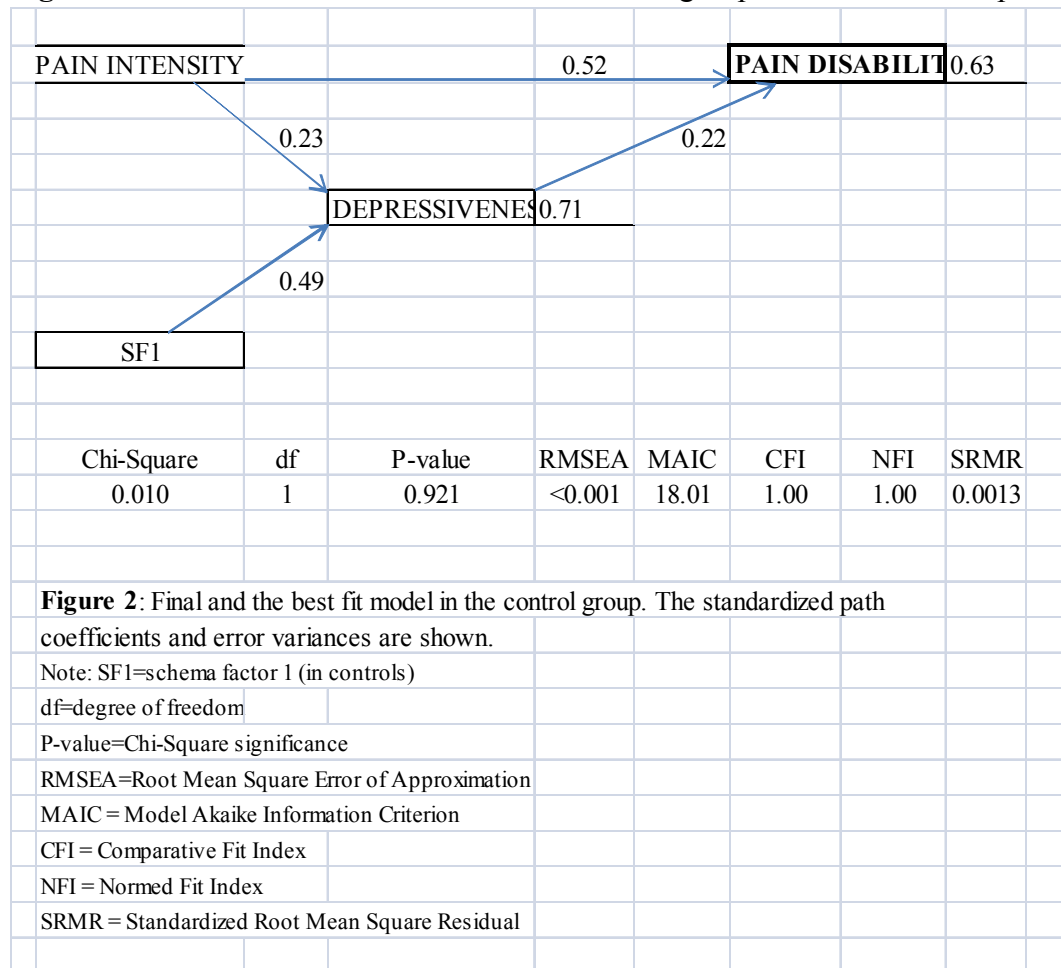 PAIN INTENSITY 0.52 PAIN DISABILIT 0.63
0.23 0.22
DEPRESSIVENES 0.71
0.49
SF1
Chi-Square df P-value RMSEA MAIC CFI NFI SRMR
0.010 1 0.921 <0.001 18.01 1.00 1.00 0.0013
Figure 2: Final and the best fit model in the control group. The standardized path
coefficients and error variances are shown.
Note: SF1=schema factor 1 (in controls)
df=degree of freedom
P-value=Chi-Square significance
RMSEA=Root Mean Square Error of Approximation
MAIC = Model Akaike Information Criterion
CFI = Comparative Fit Index
NFI = Normed Fit Index
SRMR = Standardized Root Mean Square Residual